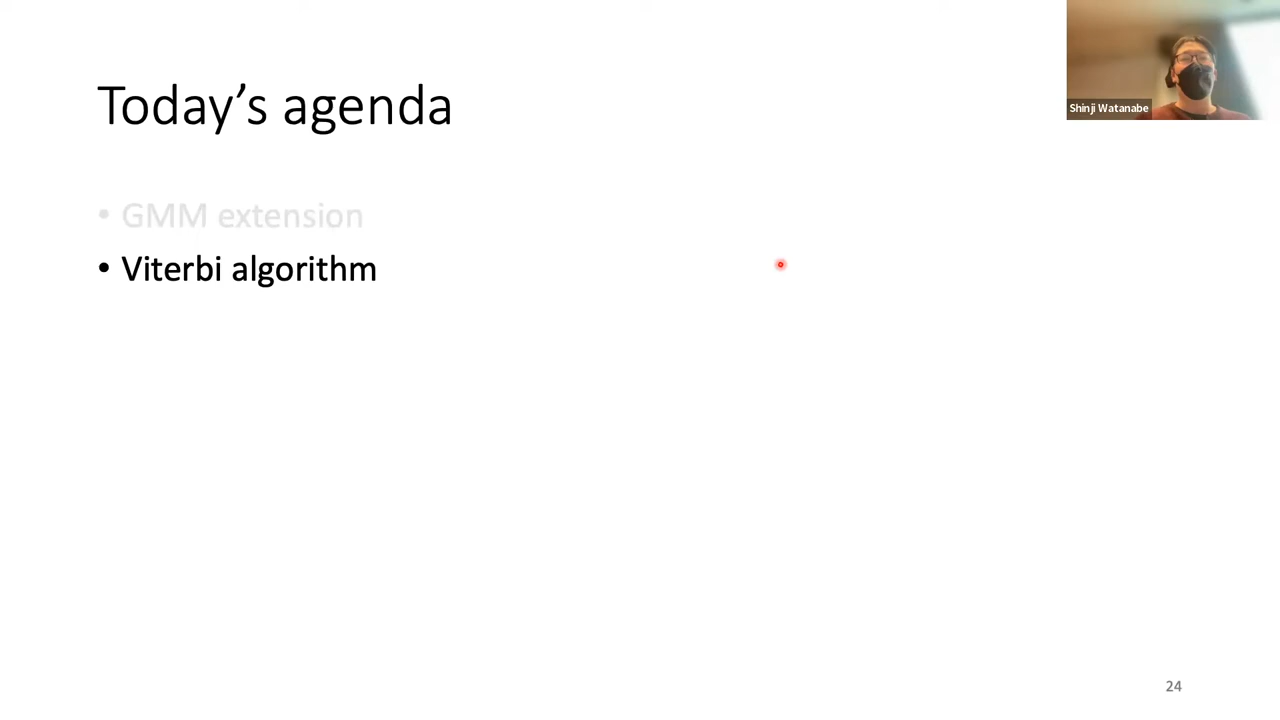 Today’s agenda
• GMM extension
• Viterbi algorithm
Shinji Watanabe
24